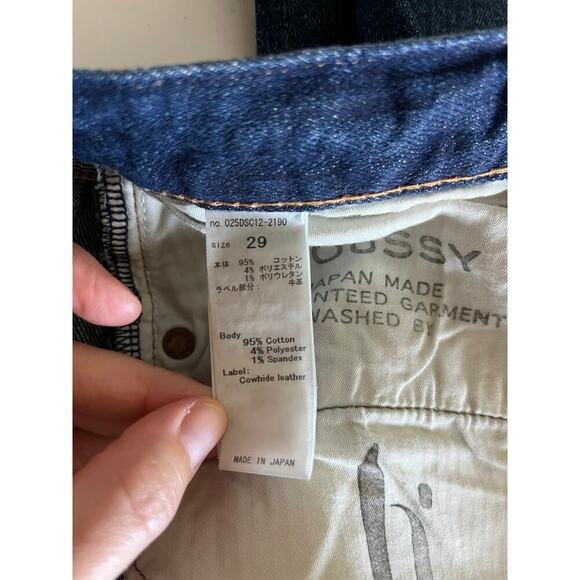 no. 025DSC12-2190
size 29
本体 95% コットン
4% ポリエステル
1% ポリウレタン
ラベル部分: 牛革
Body
95% Cotton
4% Polyester
1% Spandex
Label:
Cowhide leather
MADE IN JAPAN
OUSSY
APAN MADE
NTEED GARMENT
WASHED BY